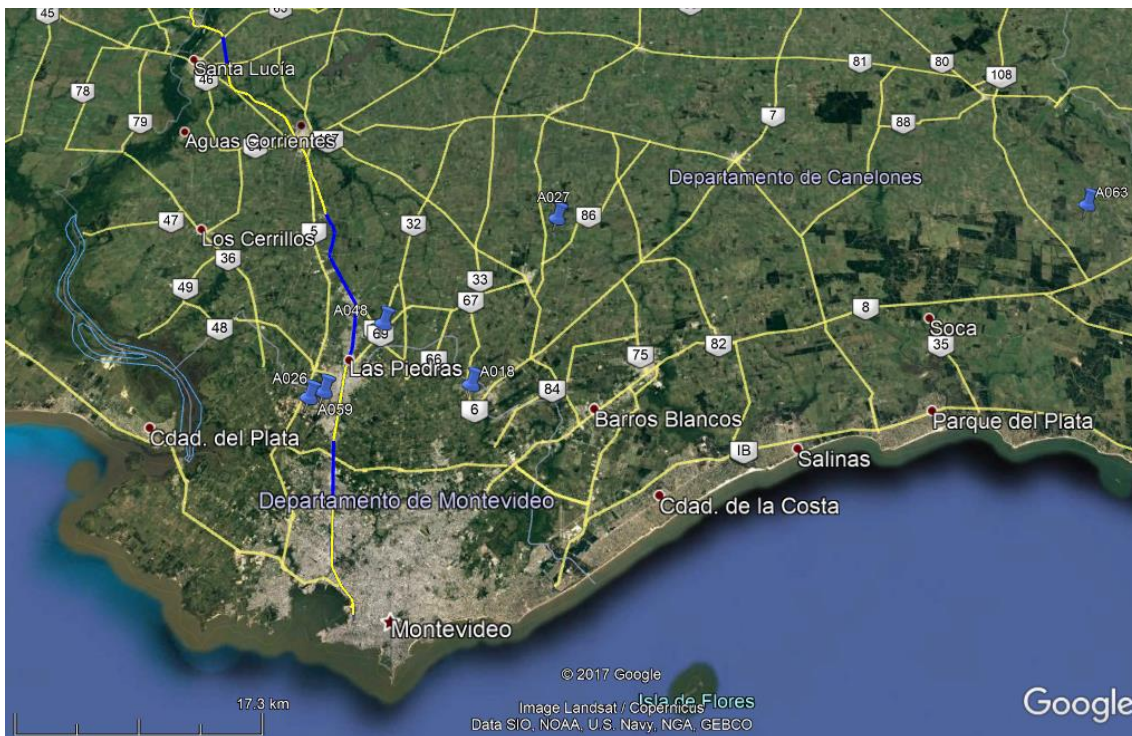 45
63
81
80
108
Santa Lucía
46
78
7
79
88
Aguas Corrientes
Departamento de Canelones
A027
A063
86
47
32
5
Los Cerrillos
36
33
49
67
A048
8
48
69
Soca
82
35
75
66
Las Piedras
A026
A018
84
A059
6
Barros Blancos
Parque del Plata
Cdad. del Plata
IB
Salinas
Departamento de Montevideo
Cdad. de la Costa
Montevideo
© 2017 Google
17.3 km
Isla de Flores
Image Landsat / Copernicus
Data SIO, NOAA, U.S. Navy, NGA, GEBCO
Google